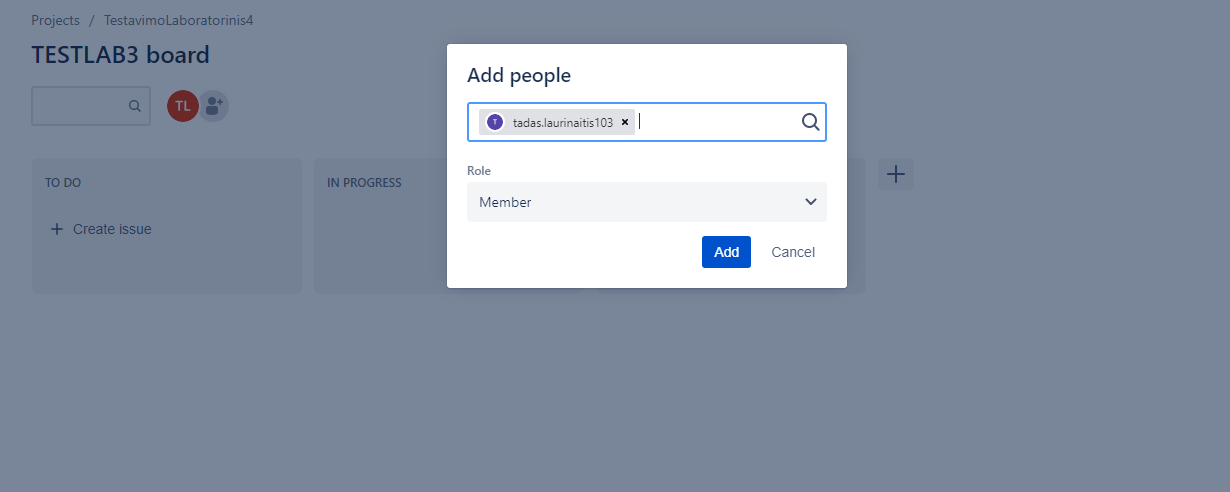 Projects / TestavimoLaboratorinis4
TESTLAB3 board
TL
Add people
T tadas.laurinaitis103 ×
Role
Member
Add Cancel
TO DO
IN PROGRESS
+ Create issue